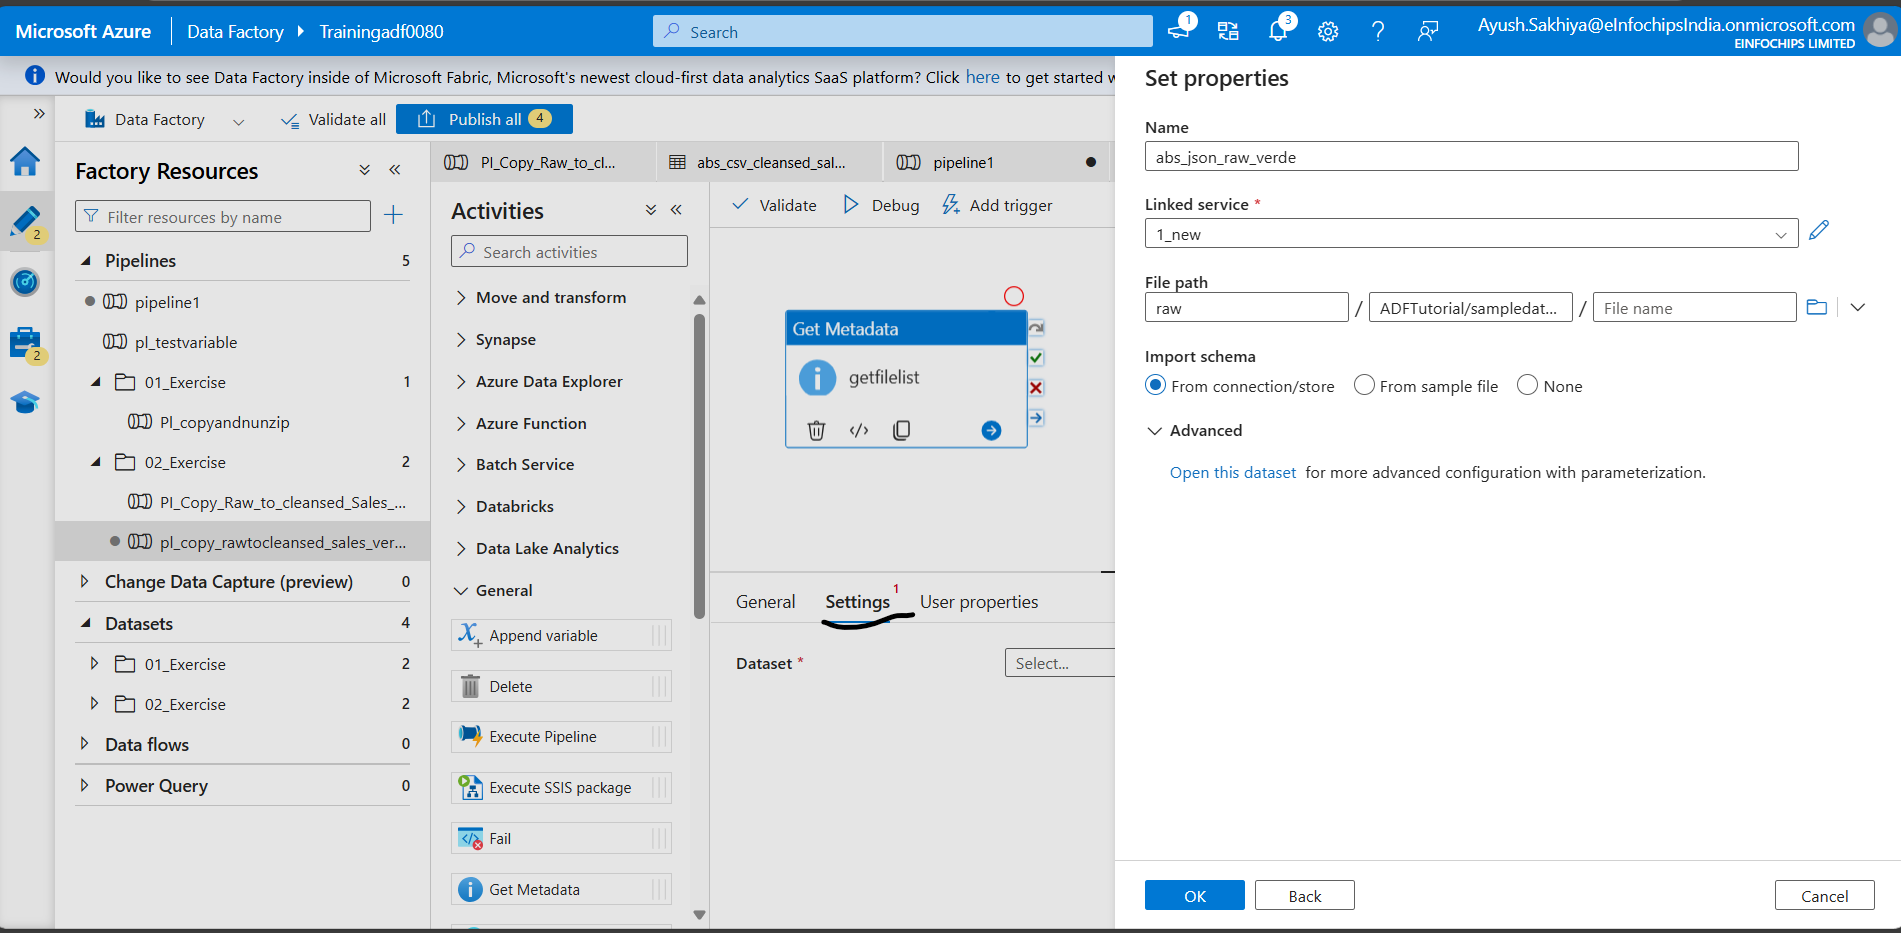 Microsoft Azure Data Factory Trainingadf0080 Search 1 3 Ayush.Sakhiya@eInfochipsIndia.onmicrosoft.com
EINFOCHIPS LIMITED
Would you like to see Data Factory inside of Microsoft Fabric, Microsoft's newest cloud-first data analytics SaaS platform? Click here to get started
Data Factory Validate all Publish all 4
Factory Resources
Filter resources by name
2
2
Pipelines 5
pipeline1
pl_testvariable
01_Exercise 1
Pl_copyandnunzip
02_Exercise 2
Pl_Copy_Raw_to_cleansed_Sales_...
pl_copy_rawtocleansed_sales_ver...
Change Data Capture (preview) 0
Datasets 4
01_Exercise 2
02_Exercise 2
Data flows 0
Power Query 0
Pl_Copy_Raw_to_cl... abs_csv_cleansed_sal... pipeline1
Activities
Search activities
Move and transform
Synapse
Azure Data Explorer
Azure Function
Batch Service
Databricks
Data Lake Analytics
General
Append variable
Delete
Execute Pipeline
Execute SSIS package
Fail
Get Metadata
Validate Debug Add trigger
Get Metadata
getfilelist
General Settings 1 User properties
Dataset *
Select...
Set properties
Name
abs_json_raw_verde
Linked service *
1_new
File path
raw / ADFTutorial/sampledat... / File name
Import schema
From connection/store From sample file None
Advanced
Open this dataset for more advanced configuration with parameterization.
OK Back Cancel